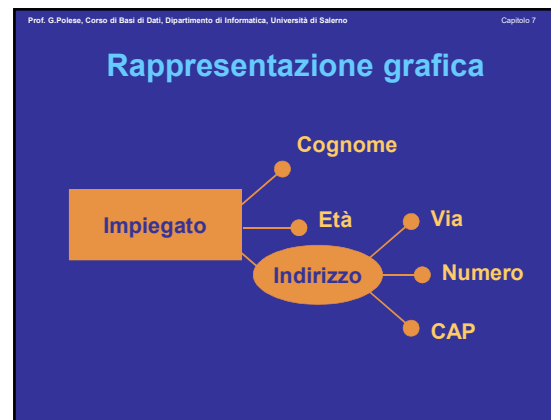 Prof. G.Polese, Corso di Basi di Dati, Dipartimento di Informatica, Università di Salerno
Capitolo 7
Rappresentazione grafica
Cognome
Impiegato
Età
Via
Indirizzo
Numero
CAP